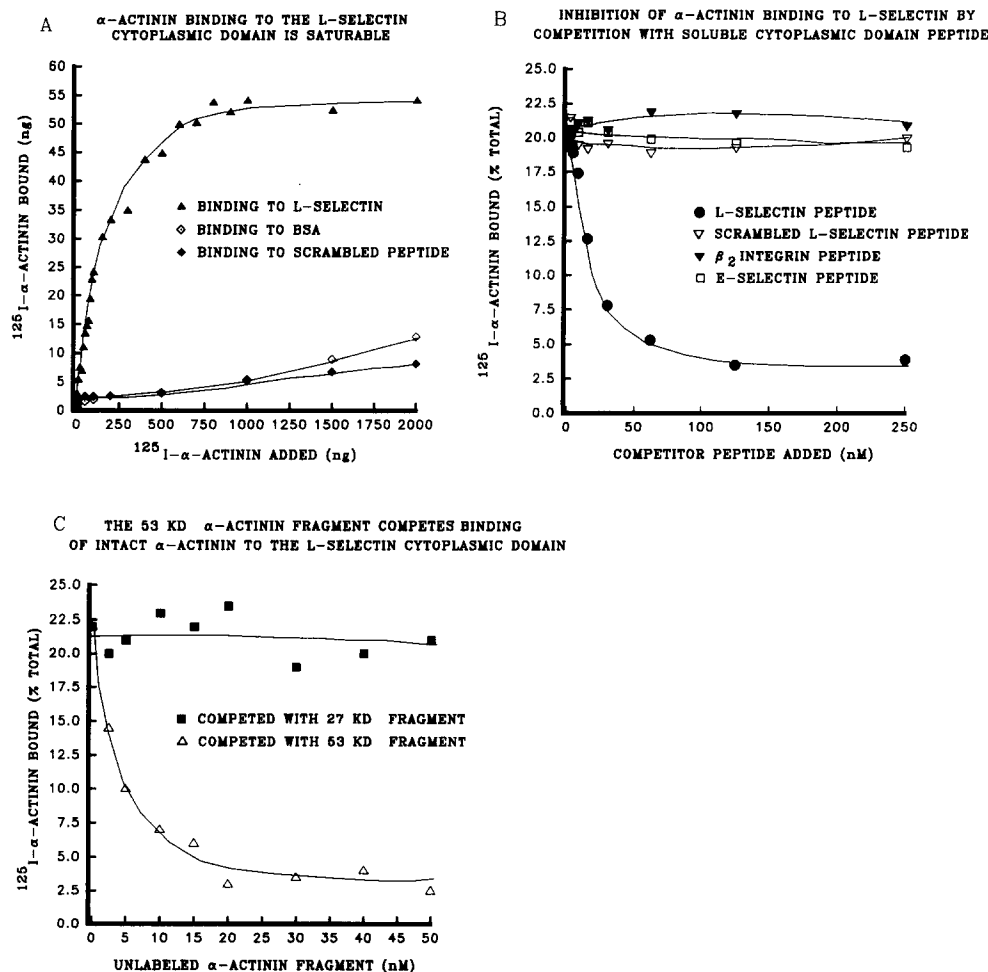 A
α-ACTININ BINDING TO THE L-SELECTIN
CYTOPLASMIC DOMAIN IS SATURABLE
60
55
50
45
40
35
30
25
20
15
10
5
0
125I-α-ACTININ BOUND (ng)
▲ BINDING TO L-SELECTIN
◇ BINDING TO BSA
◆ BINDING TO SCRAMBLED PEPTIDE
0 250 500 750 1000 1250 1500 1750 2000
125I-α-ACTININ ADDED (ng)
B
INHIBITION OF α-ACTININ BINDING TO L-SELECTIN BY
COMPETITION WITH SOLUBLE CYTOPLASMIC DOMAIN PEPTIDE
25.0
22.5
20.0
17.5
15.0
12.5
10.0
7.5
5.0
2.5
0.0
125I-α-ACTININ BOUND (% TOTAL)
● L-SELECTIN PEPTIDE
▽ SCRAMBLED L-SELECTIN PEPTIDE
▼ β2 INTEGRIN PEPTIDE
□ E-SELECTIN PEPTIDE
0 50 100 150 200 250
COMPETITOR PEPTIDE ADDED (nM)
C
THE 53 KD α-ACTININ FRAGMENT COMPETES BINDING
OF INTACT α-ACTININ TO THE L-SELECTIN CYTOPLASMIC DOMAIN
25.0
22.5
20.0
17.5
15.0
12.5
10.0
7.5
5.0
2.5
0.0
125I-α-ACTININ BOUND (% TOTAL)
■ COMPETED WITH 27 KD FRAGMENT
△ COMPETED WITH 53 KD FRAGMENT
0 5 10 15 20 25 30 35 40 45 50
UNLABELED α-ACTININ FRAGMENT (nM)